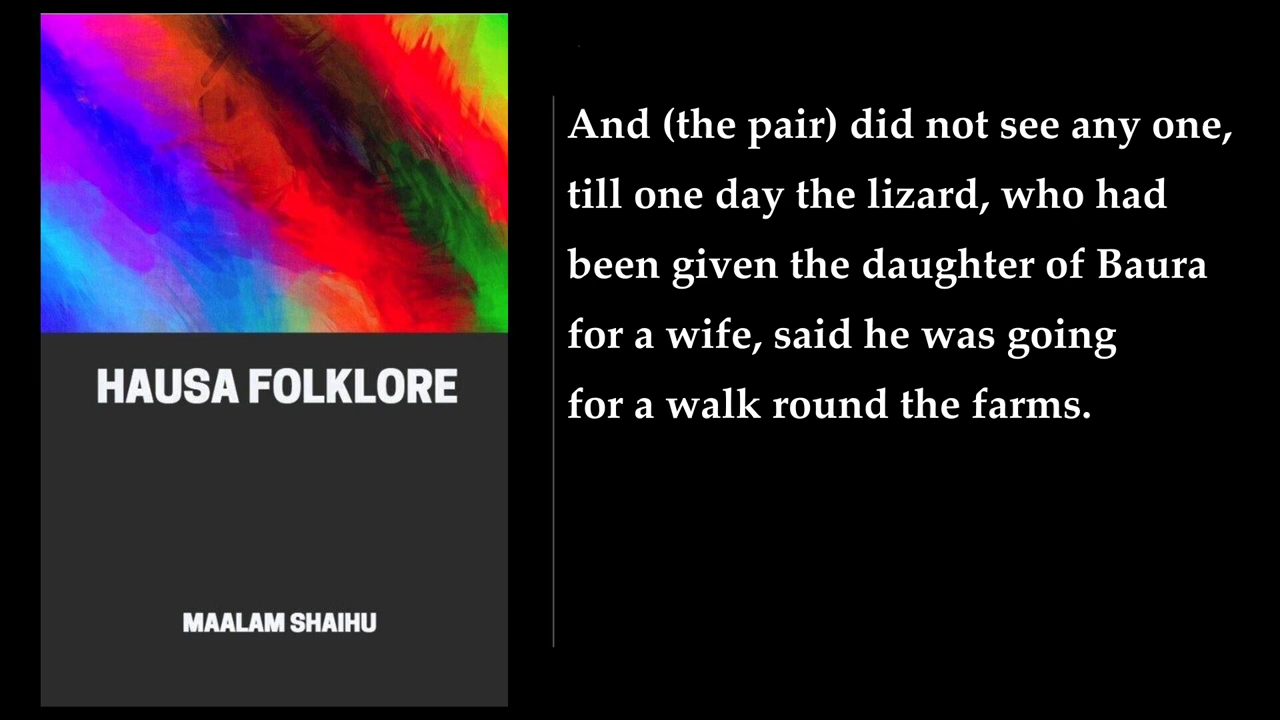 HAUSA FOLKLORE
MAALAM SHAIHU
And (the pair) did not see any one,
till one day the lizard, who had
been given the daughter of Baura
for a wife, said he was going
for a walk round the farms.